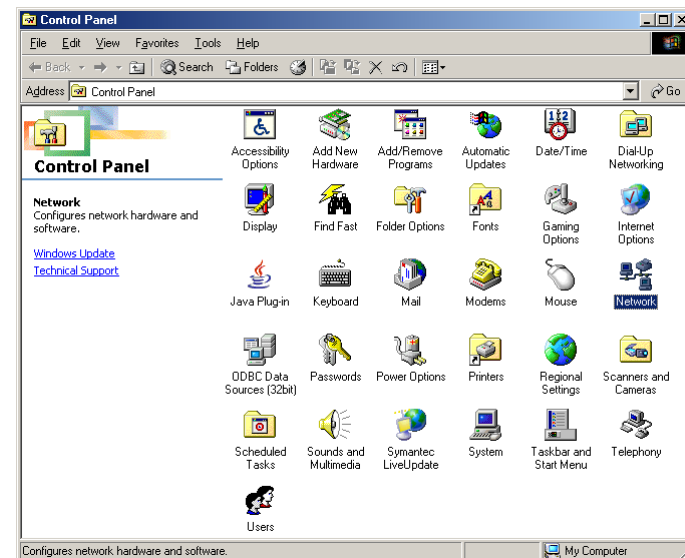 Control Panel
File Edit View Favorites Tools Help
Back Search Folders
Address Control Panel Go
Control Panel
Network
Configures network hardware and
software.
Windows Update
Technical Support
Accessibility
Options
Add New
Hardware
Add/Remove
Programs
Automatic
Updates
Date/Time
Dial-Up
Networking
Display
Find Fast
Folder Options
Fonts
Gaming
Options
Internet
Options
Java Plug-in
Keyboard
Mail
Modems
Mouse
Network
ODBC Data
Sources (32bit)
Passwords
Power Options
Printers
Regional
Settings
Scanners and
Cameras
Scheduled
Tasks
Sounds and
Multimedia
Symantec
LiveUpdate
System
Taskbar and
Start Menu
Telephony
Users
Configures network hardware and software.
My Computer